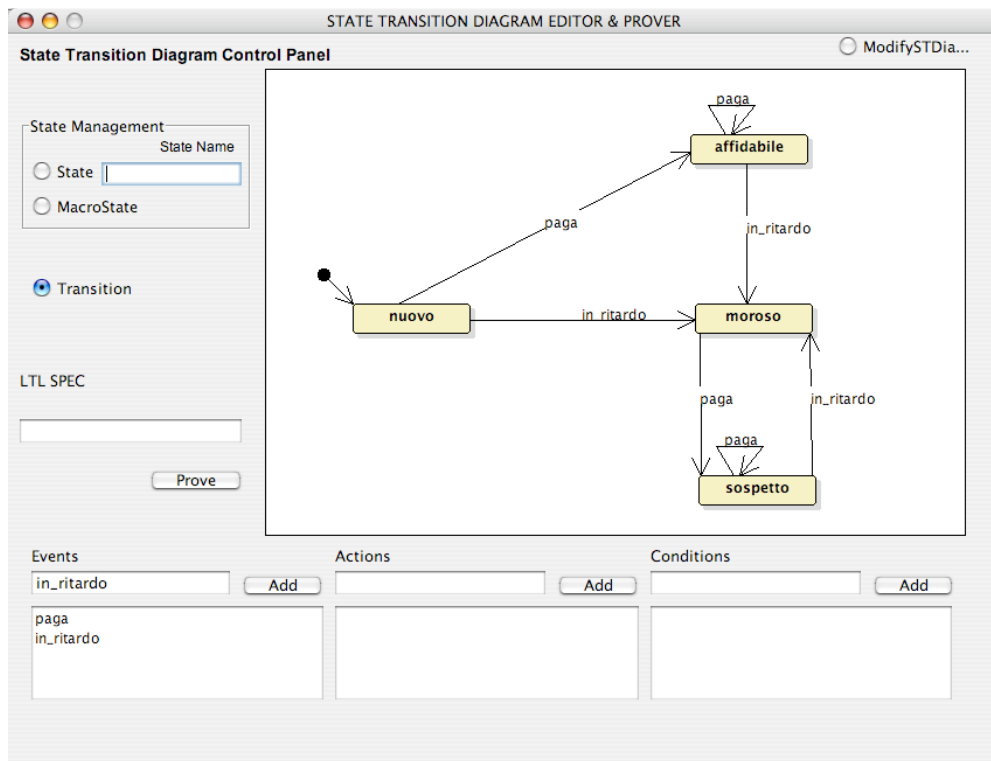 STATE TRANSITION DIAGRAM EDITOR & PROVER
State Transition Diagram Control Panel
ModifySTDia...
State Management
State Name
State
MacroState
Transition
LTL SPEC
Prove
paga
affidabile
paga
in_ritardo
nuovo
in_ritardo
moroso
paga
in_ritardo
paga
sospetto
Events
Actions
Conditions
in_ritardo
Add
Add
Add
paga
in_ritardo